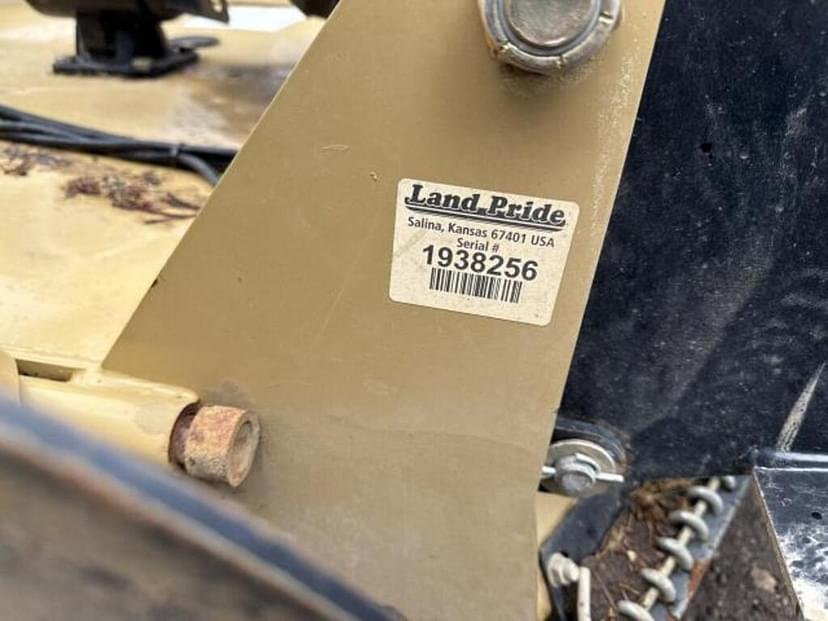 Land Pride
Salina, Kansas 67401 USA
Serial #
1938256